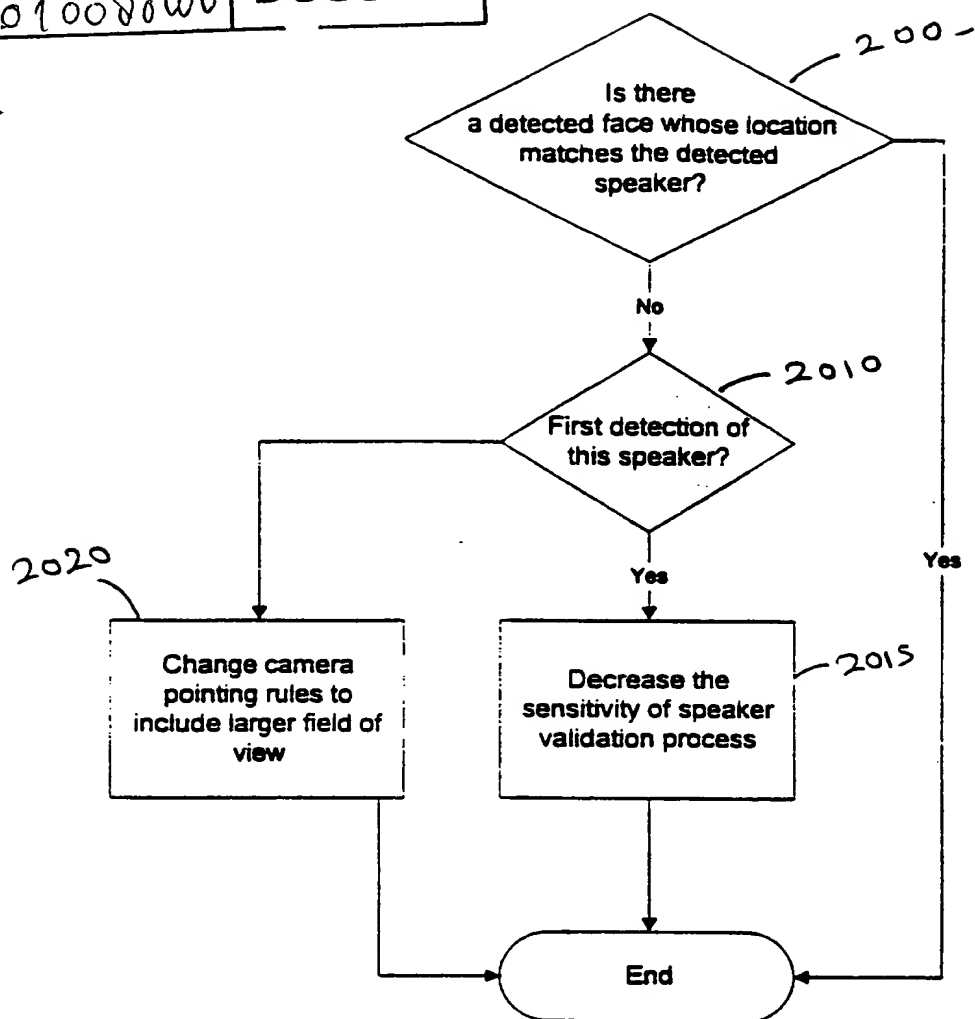 200-
Is there
a detected face whose location
matches the detected
speaker?
No
2010
First detection of
this speaker?
Yes
Yes
2020
Change camera
pointing rules to
include larger field of
view
2015
Decrease the
sensitivity of speaker
validation process
End